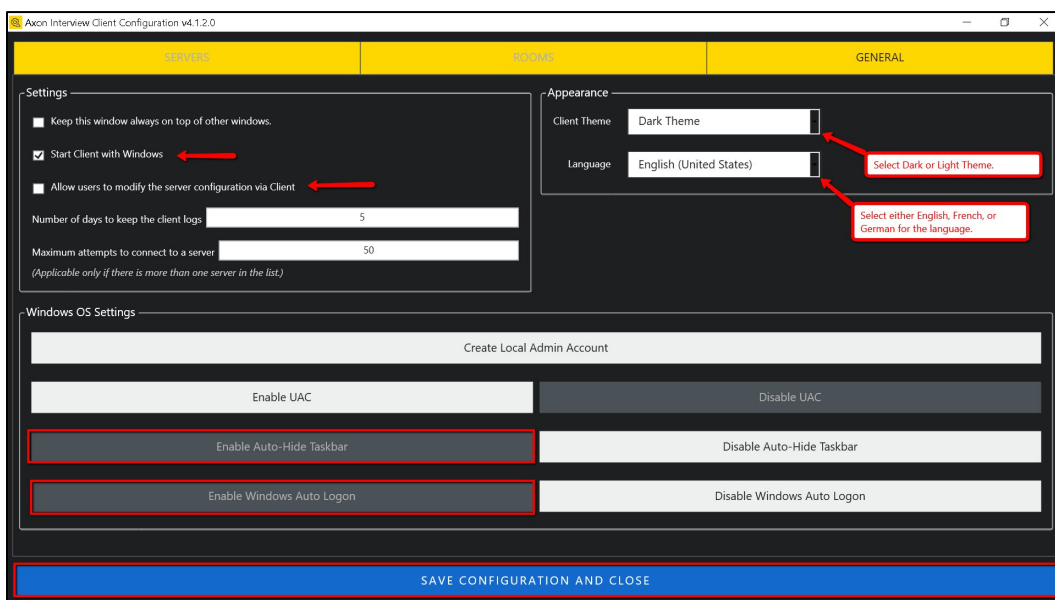 Axon Interview Client Configuration v4.1.2.0
SERVERS
ROOMS
GENERAL
Settings
Keep this window always on top of other windows.
Start Client with Windows
Allow users to modify the server configuration via Client
Number of days to keep the client logs 5
Maximum attempts to connect to a server 50
(Applicable only if there is more than one server in the list.)
Appearance
Client Theme Dark Theme
Language English (United States)
Select Dark or Light Theme.
Select either English, French, or
German for the language.
Windows OS Settings
Create Local Admin Account
Enable UAC
Disable UAC
Enable Auto-Hide Taskbar
Disable Auto-Hide Taskbar
Enable Windows Auto Logon
Disable Windows Auto Logon
SAVE CONFIGURATION AND CLOSE